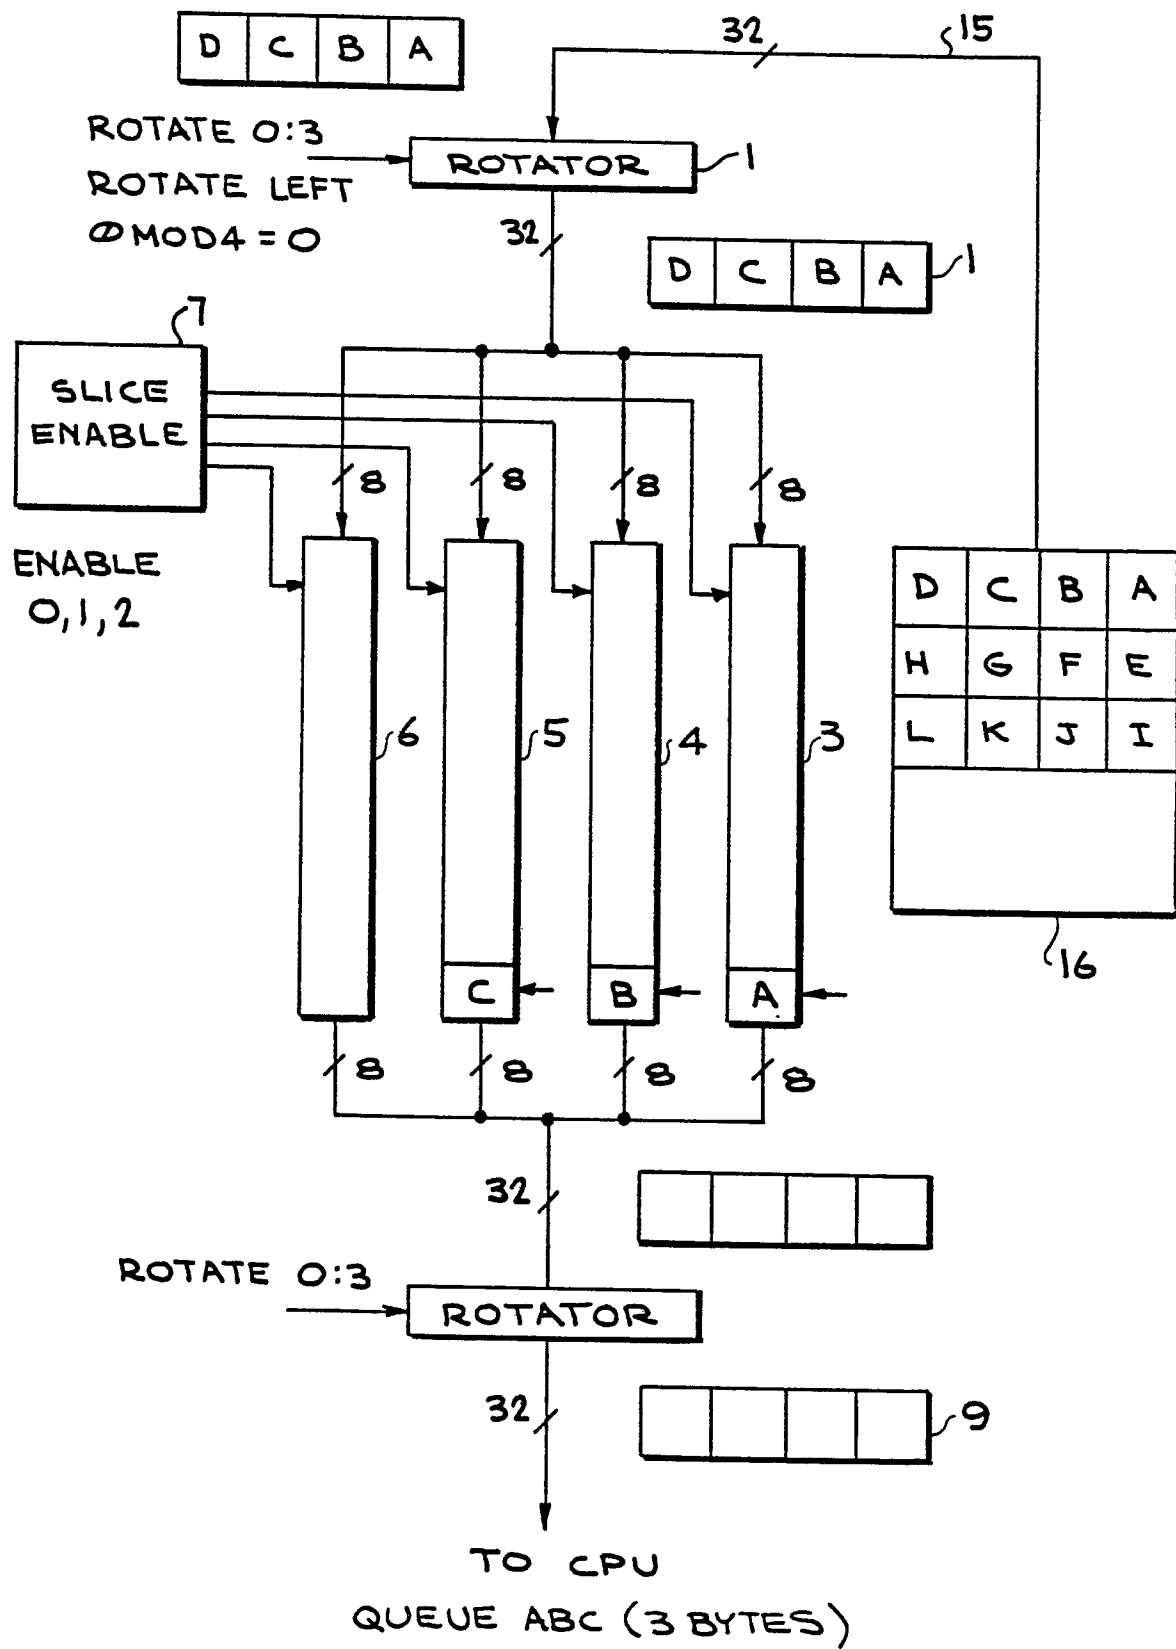 D C B A
32
15
ROTATE 0:3
ROTATOR
1
ROTATE LEFT
0MOD4 = 0
32
D C B A
1
7
SLICE
ENABLE
8 8 8 8
ENABLE
0,1,2
D C B A
H G F E
L K J I
6 5 4 3
16
C B A
8 8 8 8
32
ROTATE 0:3
ROTATOR
32
9
TO CPU
QUEUE ABC (3 BYTES)